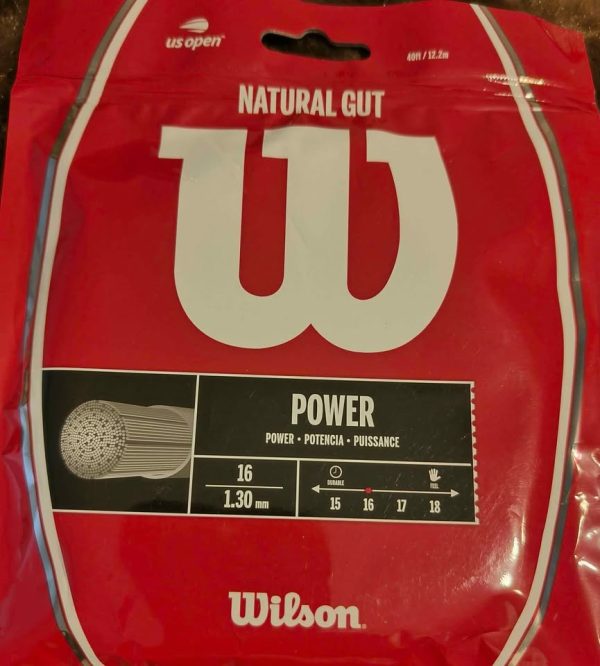 us open
40ft / 12.2m
NATURAL GUT
W
POWER
POWER • POTENCIA • PUISSANCE
16
1.30 mm
DURABLE
FEEL
15 16 17 18
Wilson